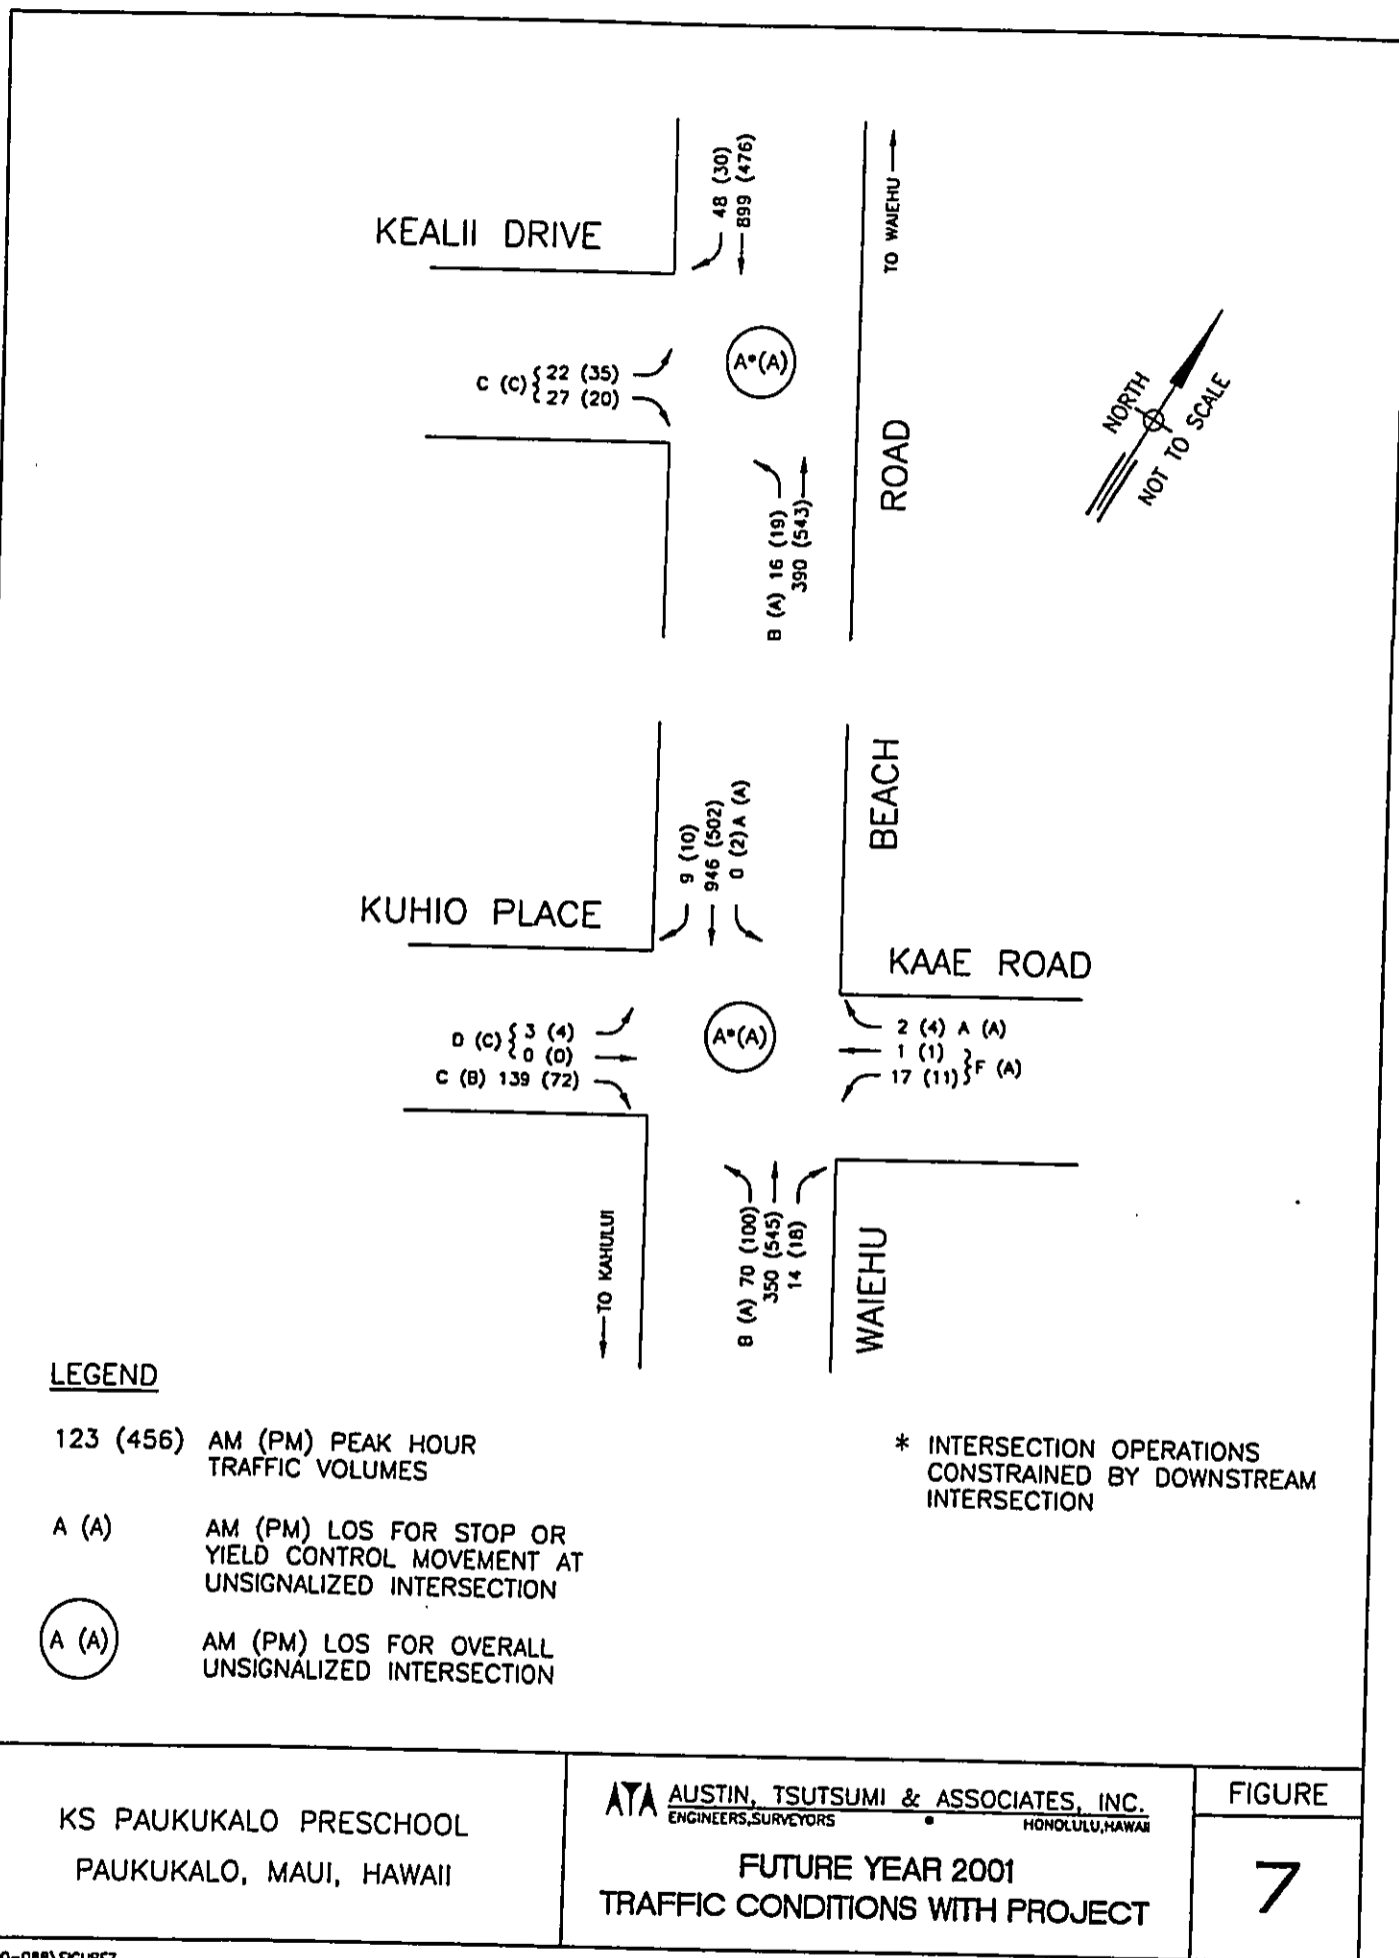 KEALII DRIVE
48 (30)
899 (476)
TO WAIEHU
A*(A)
C (C) { 22 (35)
27 (20)
NORTH
NOT TO SCALE
ROAD
B (A) 16 (19)
390 (543)
BEACH
9 (10)
946 (502)
0 (2) A (A)
KUHIO PLACE
KAAE ROAD
D (C) { 3 (4)
0 (0)
C (B) 139 (72)
A*(A)
2 (4) A (A)
1 (1)
17 (11) } F (A)
TO KAHULUI
B (A) 70 (100)
350 (545)
14 (18)
WAIEHU
LEGEND
123 (456) AM (PM) PEAK HOUR
TRAFFIC VOLUMES
A (A) AM (PM) LOS FOR STOP OR
YIELD CONTROL MOVEMENT AT
UNSIGNALIZED INTERSECTION
A (A) AM (PM) LOS FOR OVERALL
UNSIGNALIZED INTERSECTION
* INTERSECTION OPERATIONS
CONSTRAINED BY DOWNSTREAM
INTERSECTION
KS PAUKUKALO PRESCHOOL
PAUKUKALO, MAUI, HAWAII
ATA AUSTIN, TSUTSUMI & ASSOCIATES, INC.
ENGINEERS,SURVEYORS • HONOLULU,HAWAII
FUTURE YEAR 2001
TRAFFIC CONDITIONS WITH PROJECT
FIGURE
7